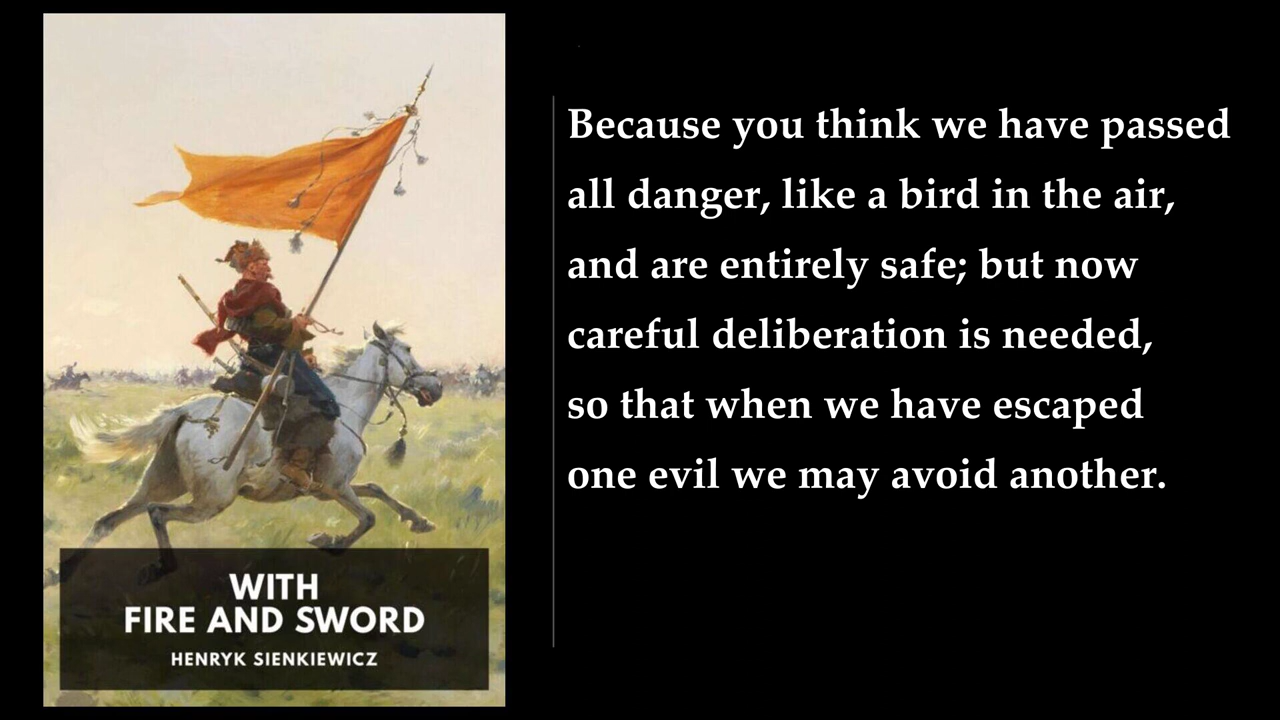 WITH
FIRE AND SWORD
HENRYK SIENKIEWICZ
Because you think we have passed
all danger, like a bird in the air,
and are entirely safe; but now
careful deliberation is needed,
so that when we have escaped
one evil we may avoid another.